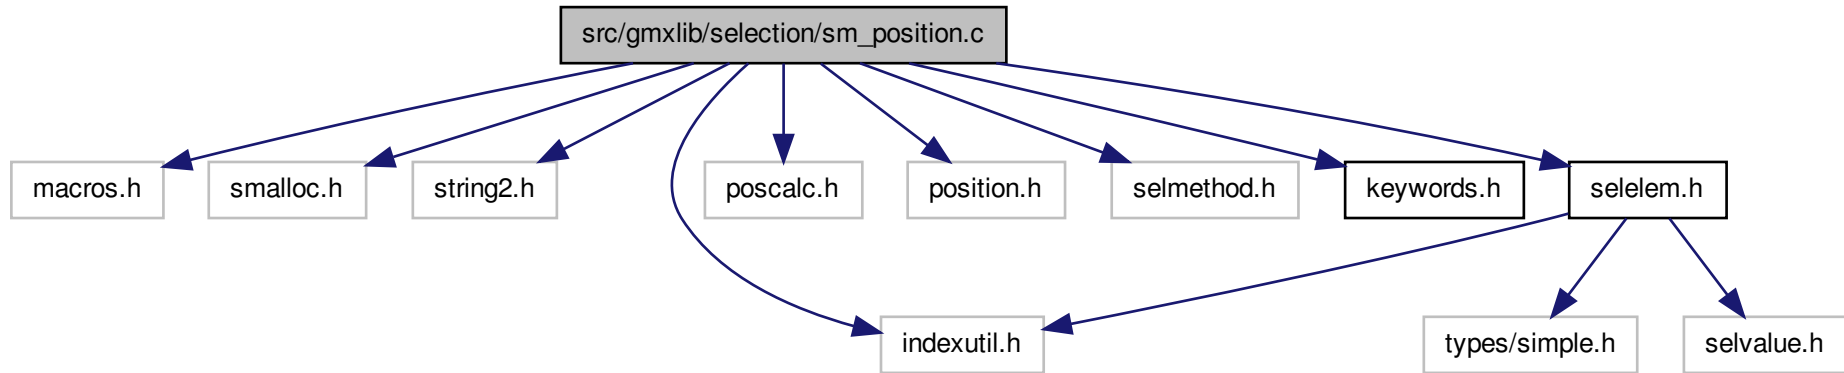 src/gmxlib/selection/sm_position.c
macros.h
smalloc.h
string2.h
poscalc.h
position.h
selmethod.h
keywords.h
selelem.h
indexutil.h
types/simple.h
selvalue.h